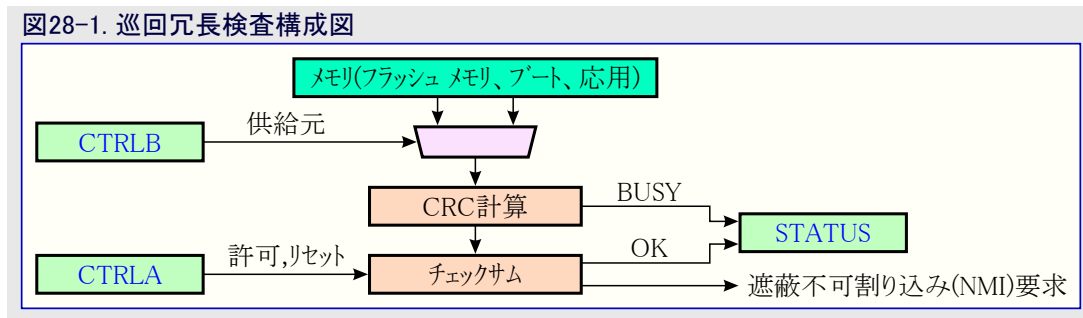 図28-1. 巡回冗長検査構成図
メモリ(フラッシュ メモリ、ブート、応用)
CTRLB
供給元
CRC計算
BUSY
STATUS
OK
CTRLA
許可,リセット
チェックサム
遮蔽不可割り込み(NMI)要求